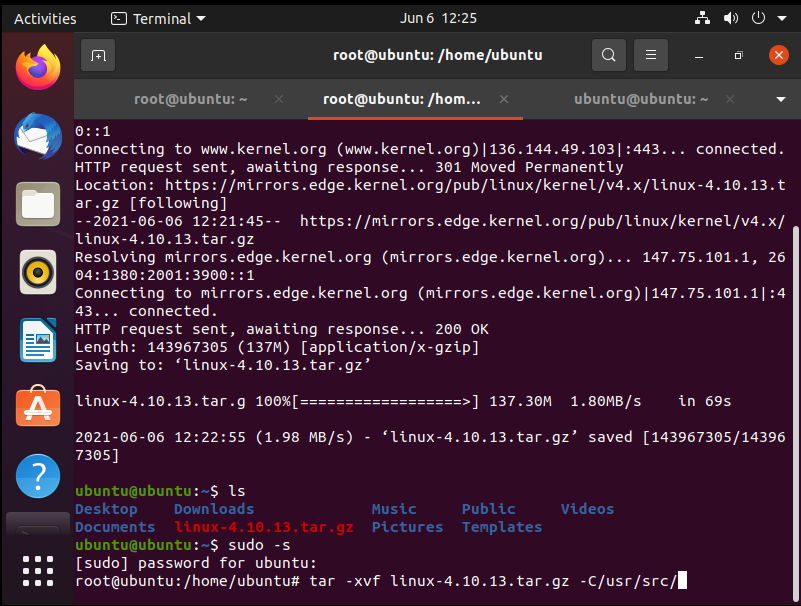 Activities Terminal Jun 6 12:25
root@ubuntu: /home/ubuntu
root@ubuntu: ~ root@ubuntu: /hom... ubuntu@ubuntu: ~
0::1
Connecting to www.kernel.org (www.kernel.org)|136.144.49.103|:443... connected.
HTTP request sent, awaiting response... 301 Moved Permanently
Location: https://mirrors.edge.kernel.org/pub/linux/kernel/v4.x/linux-4.10.13.t
ar.gz [following]
--2021-06-06 12:21:45--  https://mirrors.edge.kernel.org/pub/linux/kernel/v4.x/
linux-4.10.13.tar.gz
Resolving mirrors.edge.kernel.org (mirrors.edge.kernel.org)... 147.75.101.1, 26
04:1380:2001:3900::1
Connecting to mirrors.edge.kernel.org (mirrors.edge.kernel.org)|147.75.101.1|:4
43... connected.
HTTP request sent, awaiting response... 200 OK
Length: 143967305 (137M) [application/x-gzip]
Saving to: ‘linux-4.10.13.tar.gz’
linux-4.10.13.tar.g 100%[==================>] 137.30M  1.80MB/s    in 69s
2021-06-06 12:22:55 (1.98 MB/s) - ‘linux-4.10.13.tar.gz’ saved [143967305/14396
7305]
ubuntu@ubuntu:~$ ls
Desktop    Downloads             Music     Public     Videos
Documents  linux-4.10.13.tar.gz  Pictures  Templates
ubuntu@ubuntu:~$ sudo -s
[sudo] password for ubuntu:
root@ubuntu:/home/ubuntu# tar -xvf linux-4.10.13.tar.gz -C/usr/src/